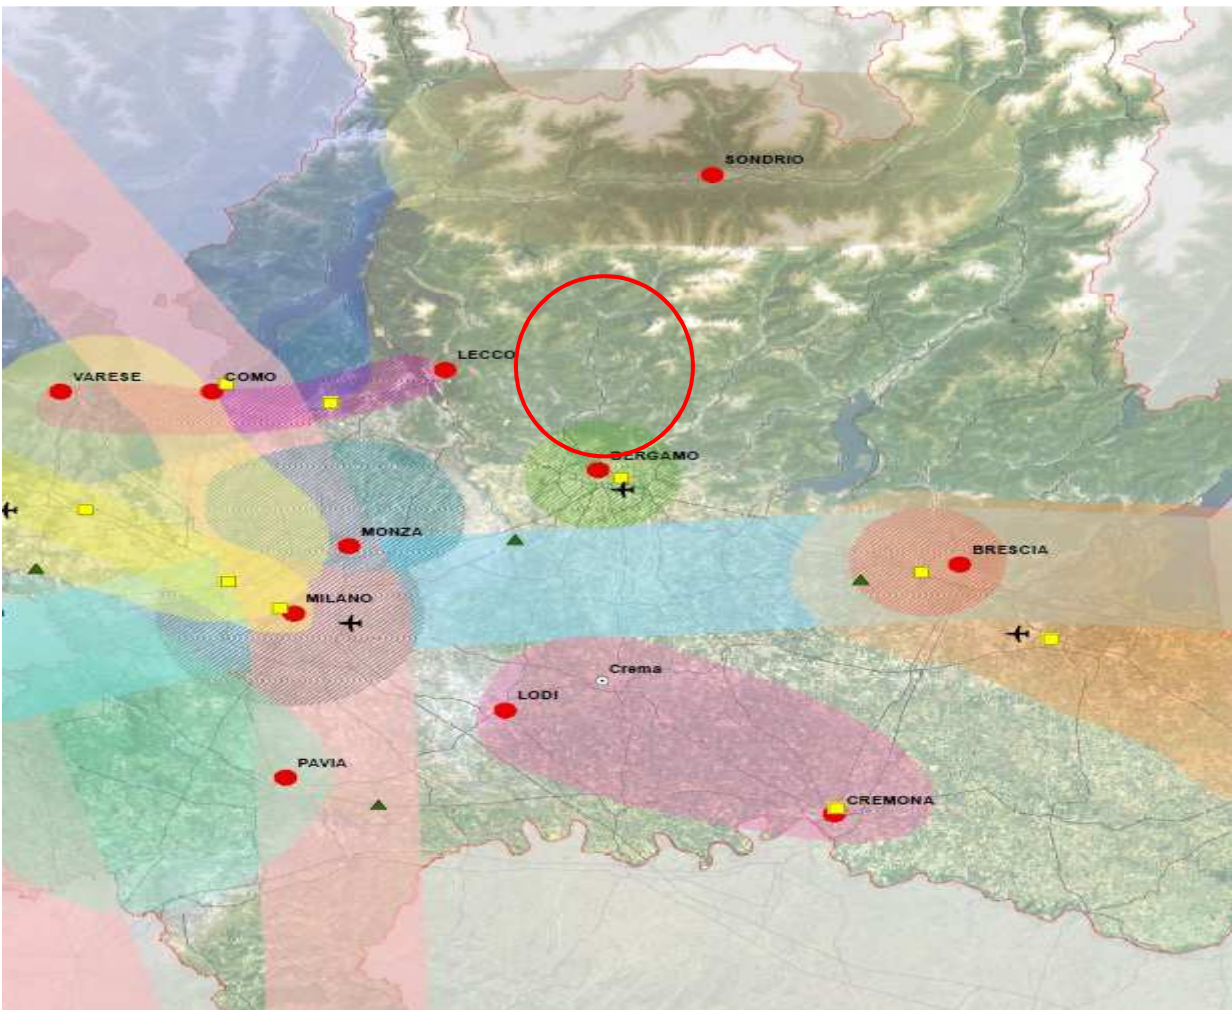 SONDRIO
LECCO
VARESE
COMO
BERGAMO
MONZA
BRESCIA
MILANO
Crema
LODI
PAVIA
CREMONA